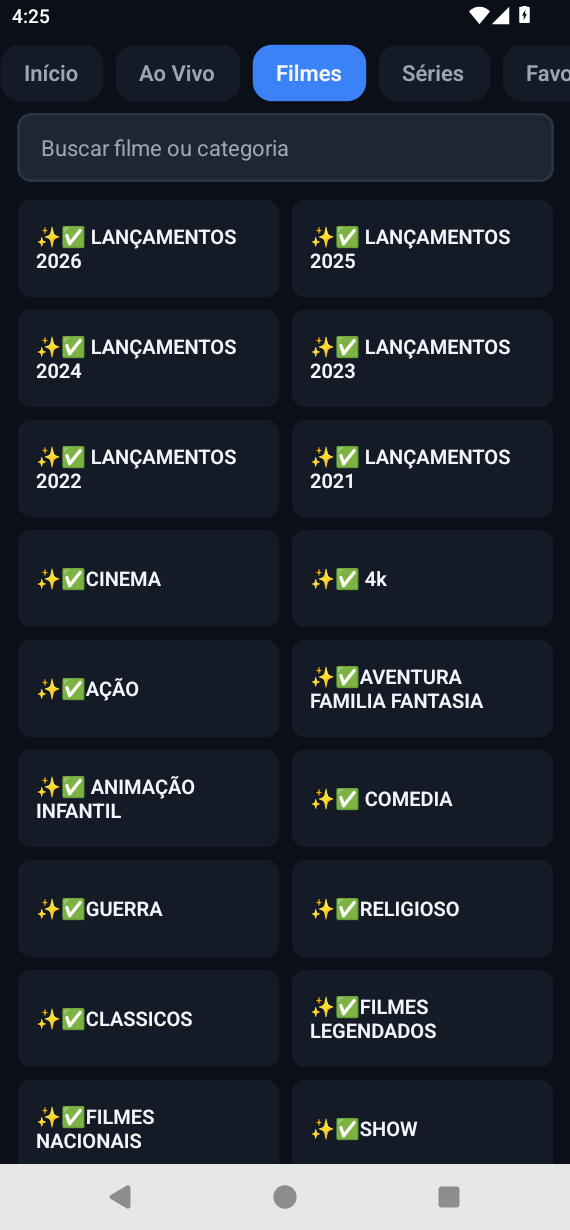 4:25
Início
Ao Vivo
Filmes
Séries
Favo
Buscar filme ou categoria
✨✅ LANÇAMENTOS
2026
✨✅ LANÇAMENTOS
2025
✨✅ LANÇAMENTOS
2024
✨✅ LANÇAMENTOS
2023
✨✅ LANÇAMENTOS
2022
✨✅ LANÇAMENTOS
2021
✨✅CINEMA
✨✅ 4k
✨✅AÇÃO
✨✅AVENTURA
FAMILIA FANTASIA
✨✅ ANIMAÇÃO
INFANTIL
✨✅ COMEDIA
✨✅GUERRA
✨✅RELIGIOSO
✨✅CLASSICOS
✨✅FILMES
LEGENDADOS
✨✅FILMES
NACIONAIS
✨✅SHOW